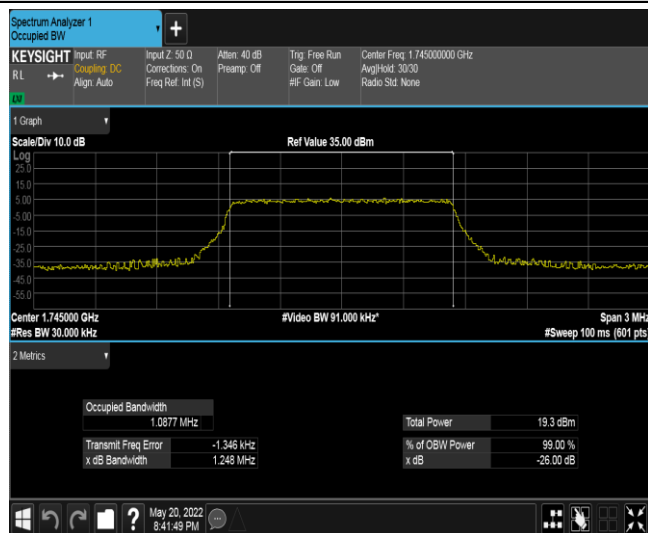 Spectrum Analyzer 1
Occupied BW
+
KEYSIGHT
RL
LXI
Input: RF
Coupling: DC
Align: Auto
Input Z: 50 Ω
Corrections: On
Freq Ref: Int (S)
Atten: 40 dB
Preamp: Off
Trig: Free Run
Gate: Off
#IF Gain: Low
Center Freq: 1.745000000 GHz
Avg|Hold: 30/30
Radio Std: None
1 Graph
Scale/Div 10.0 dB
Ref Value 35.00 dBm
Log
25.0
15.0
5.00
-5.00
-15.0
-25.0
-35.0
-45.0
-55.0
Center 1.745000 GHz
#Video BW 91.000 kHz*
Span 3 MHz
#Res BW 30.000 kHz
#Sweep 100 ms (601 pts)
2 Metrics
Occupied Bandwidth
1.0877 MHz
Total Power 19.3 dBm
Transmit Freq Error -1.346 kHz
% of OBW Power 99.00 %
x dB Bandwidth 1.248 MHz
x dB -26.00 dB
?
May 20, 2022
8:41:49 PM